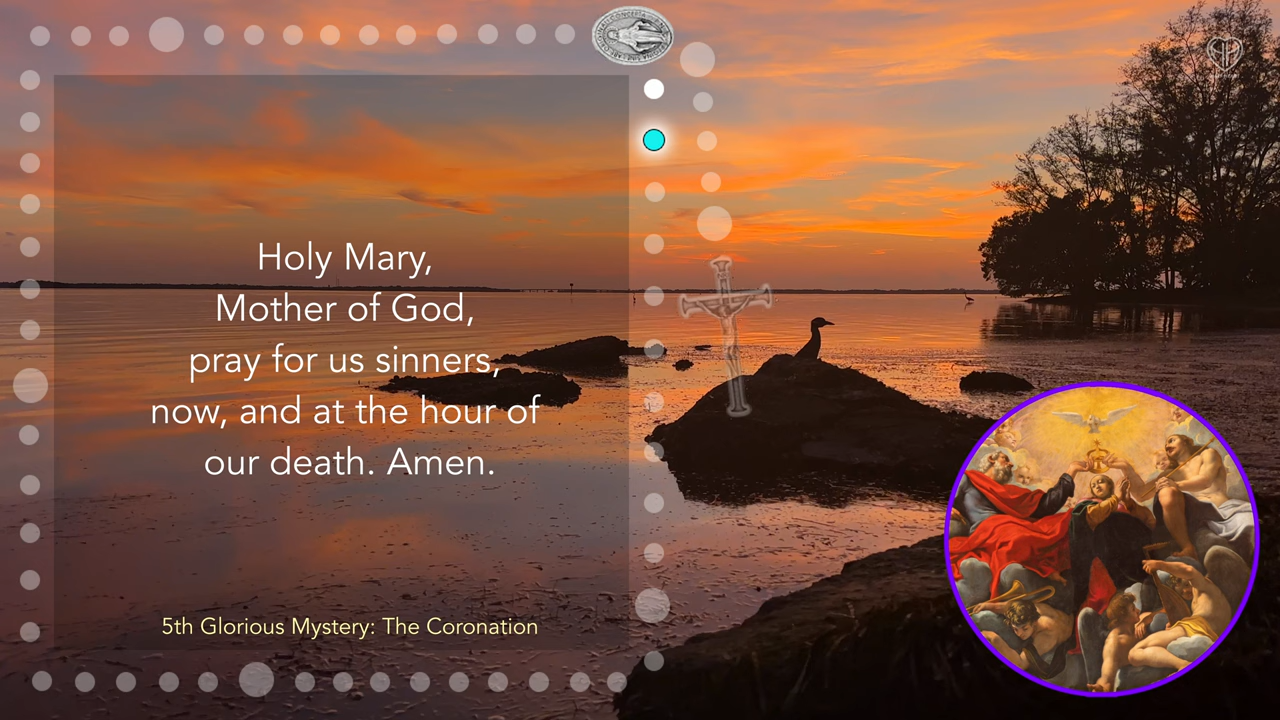 Holy Mary,
Mother of God,
pray for us sinners,
now, and at the hour of
our death. Amen.
5th Glorious Mystery: The Coronation